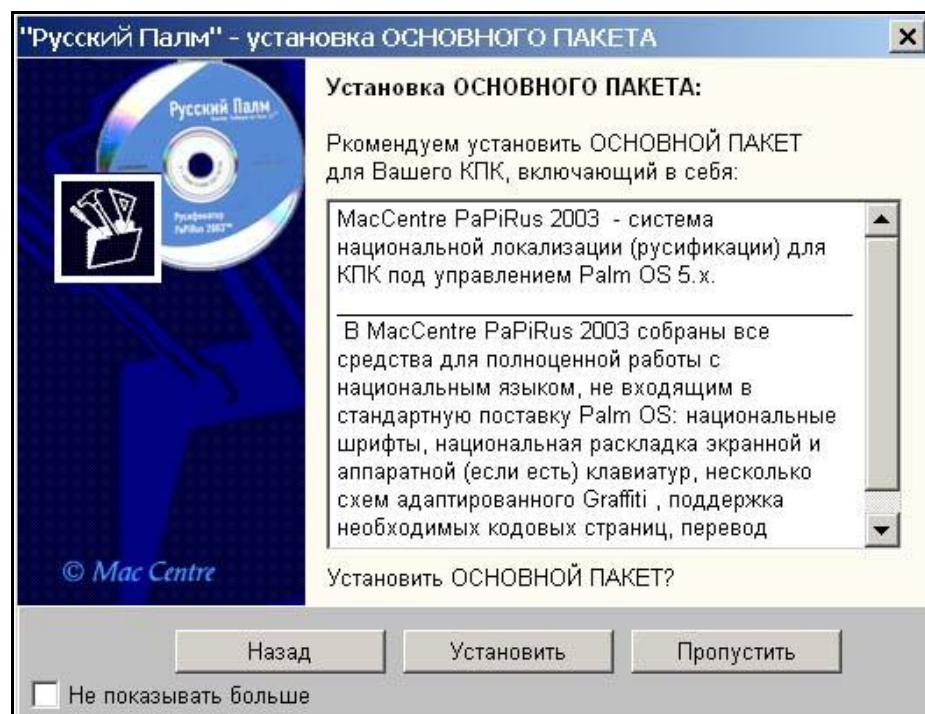 "Русский Палм" - установка ОСНОВНОГО ПАКЕТА
Русский Палм
Русификатор
PaPiRus 2003™
© Mac Centre
Установка ОСНОВНОГО ПАКЕТА:
Ркомендуем установить ОСНОВНОЙ ПАКЕТ
для Вашего КПК, включающий в себя:
MacCentre PaPiRus 2003 - система
национальной локализации (русификации) для
КПК под управлением Palm OS 5.x.
В MacCentre PaPiRus 2003 собраны все
средства для полноценной работы с
национальным языком, не входящим в
стандартную поставку Palm OS: национальные
шрифты, национальная раскладка экранной и
аппаратной (если есть) клавиатур, несколько
схем адаптированного Graffiti , поддержка
необходимых кодовых страниц, перевод
Установить ОСНОВНОЙ ПАКЕТ?
Назад
Установить
Пропустить
Не показывать больше